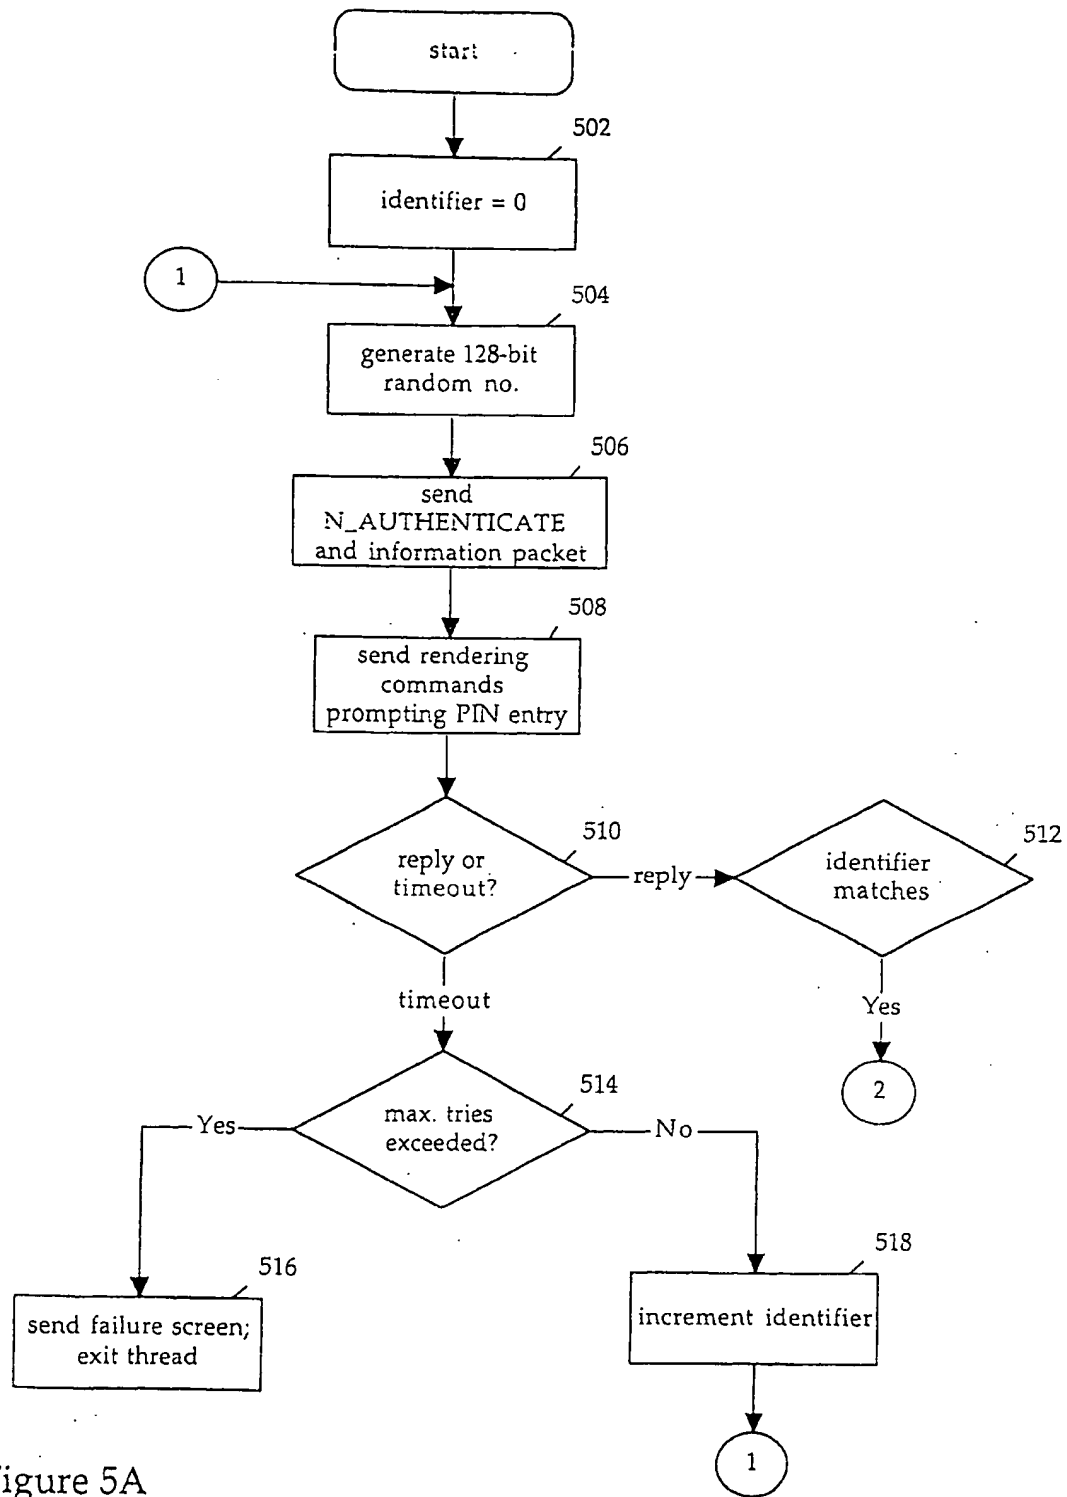 start
502
identifier = 0
1
504
generate 128-bit
random no.
506
send
N_AUTHENTICATE
and information packet
508
send rendering
commands
prompting PIN entry
510
reply or
timeout?
reply
512
identifier
matches
timeout
Yes
2
514
max. tries
exceeded?
Yes
No
516
send failure screen;
exit thread
518
increment identifier
1
igure 5A